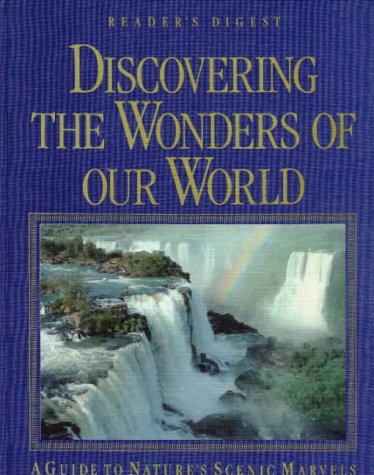 READER'S DIGEST
DISCOVERING
THE WONDERS OF
OUR WORLD
A GUIDE TO NATURE'S SCENIC MARVELS